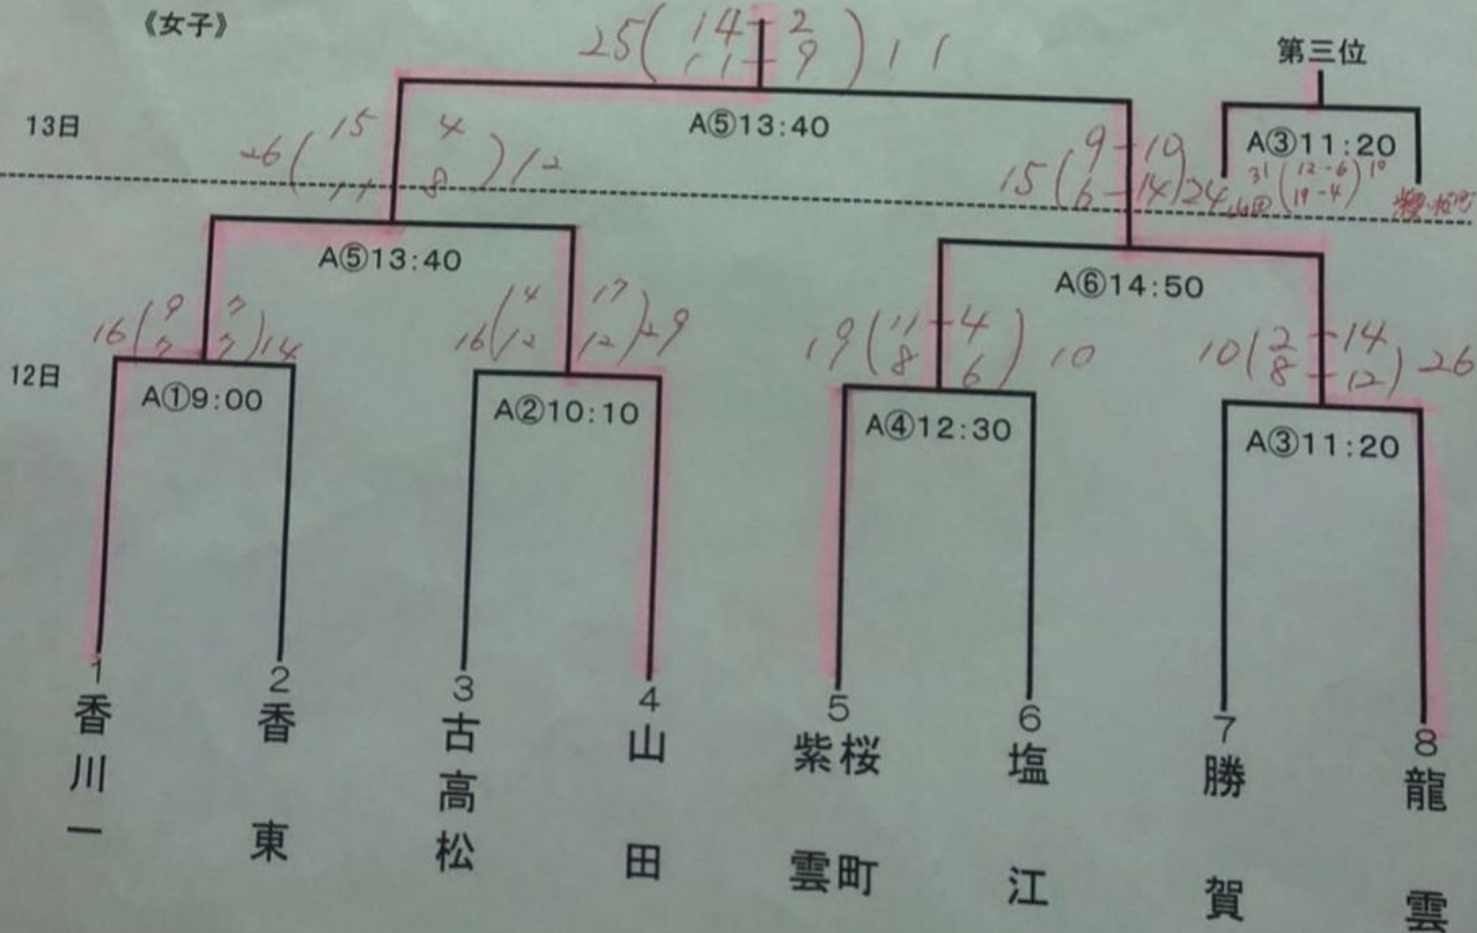 《女子》
25 ( 14 - 2 ) 11
11 - 9
第三位
13日
A⑤13:40
A③11:20
26 ( 15 4 ) 12
11 8
15 ( 9 - 10 ) 24
6 - 14
山田 31 ( 12 - 6 ) 10
19 - 4
A⑤13:40
A⑥14:50
16 ( 9 7 ) 14
7 7
16 ( 4 17 ) 29
12 12
19 ( 11 - 4 ) 10
8 6
10 ( 2 - 14 ) 26
8 - 12
12日
A①9:00
A②10:10
A④12:30
A③11:20
1 香川一
2 香東
3 古高松
4 山田
5 紫雲 桜町
6 塩江
7 勝賀
8 龍雲